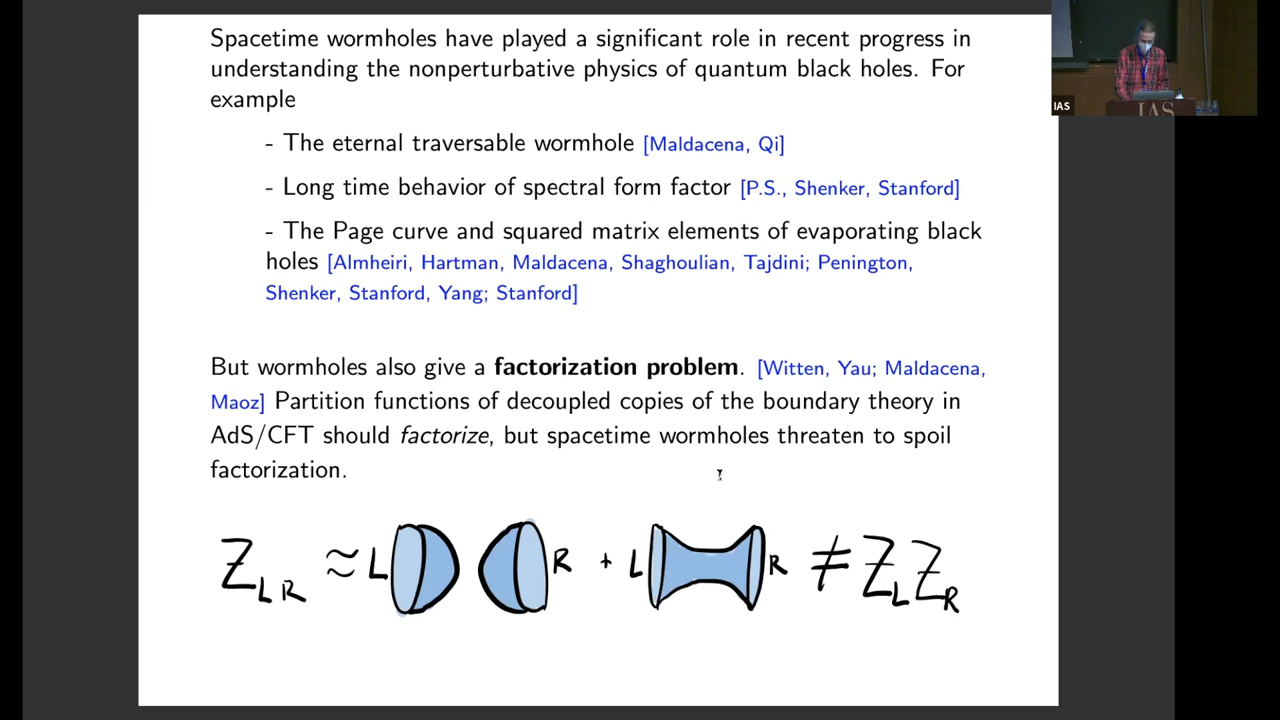 Spacetime wormholes have played a significant role in recent progress in
understanding the nonperturbative physics of quantum black holes. For
example
- The eternal traversable wormhole [Maldacena, Qi]
- Long time behavior of spectral form factor [P.S., Shenker, Stanford]
- The Page curve and squared matrix elements of evaporating black
holes [Almheiri, Hartman, Maldacena, Shaghoulian, Tajdini; Penington,
Shenker, Stanford, Yang; Stanford]
But wormholes also give a factorization problem. [Witten, Yau; Maldacena,
Maoz] Partition functions of decoupled copies of the boundary theory in
AdS/CFT should factorize, but spacetime wormholes threaten to spoil
factorization.
Z_LR ≈ L R + L R ≠ Z_L Z_R
IAS
IAS